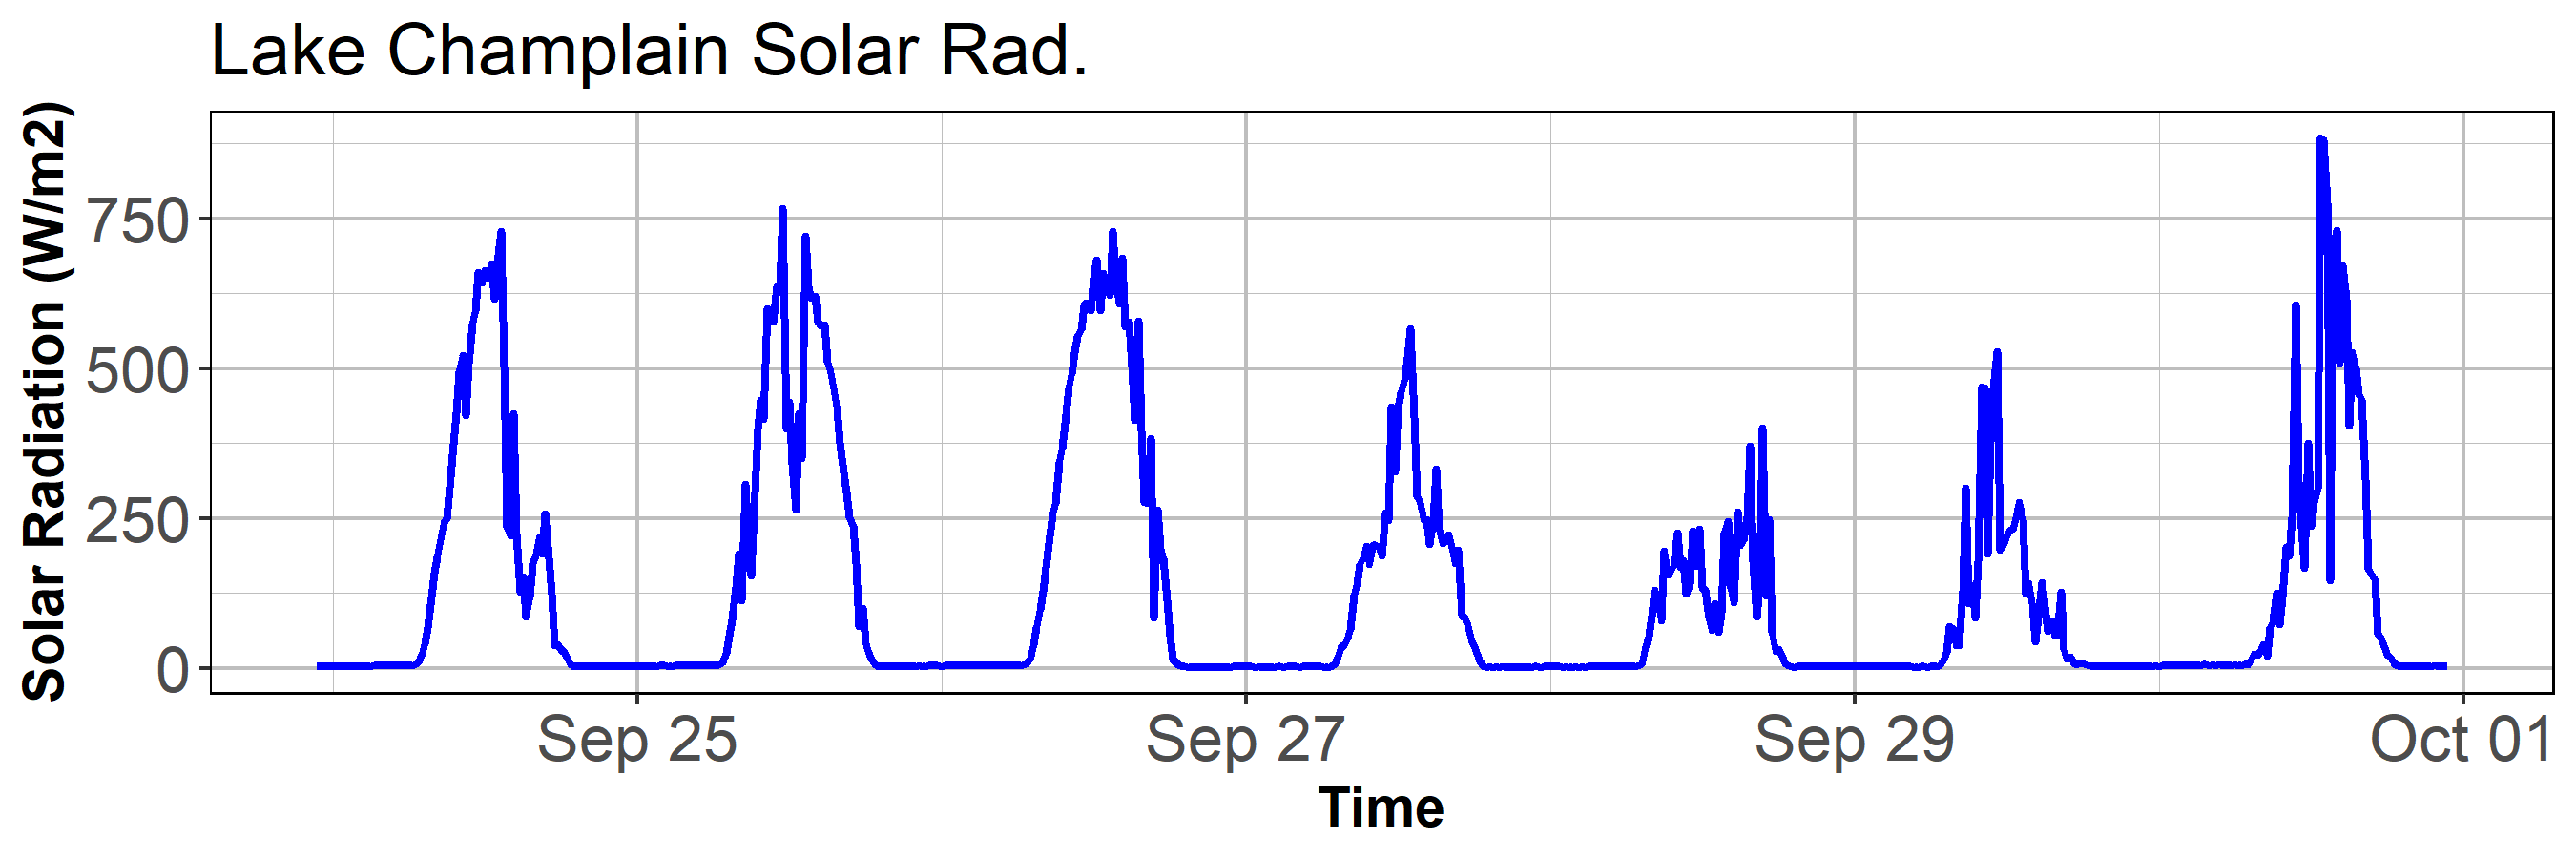 Lake Champlain Solar Rad.
Solar Radiation (W/m2)
750
500
250
0
Sep 25
Sep 27
Sep 29
Oct 01
Time